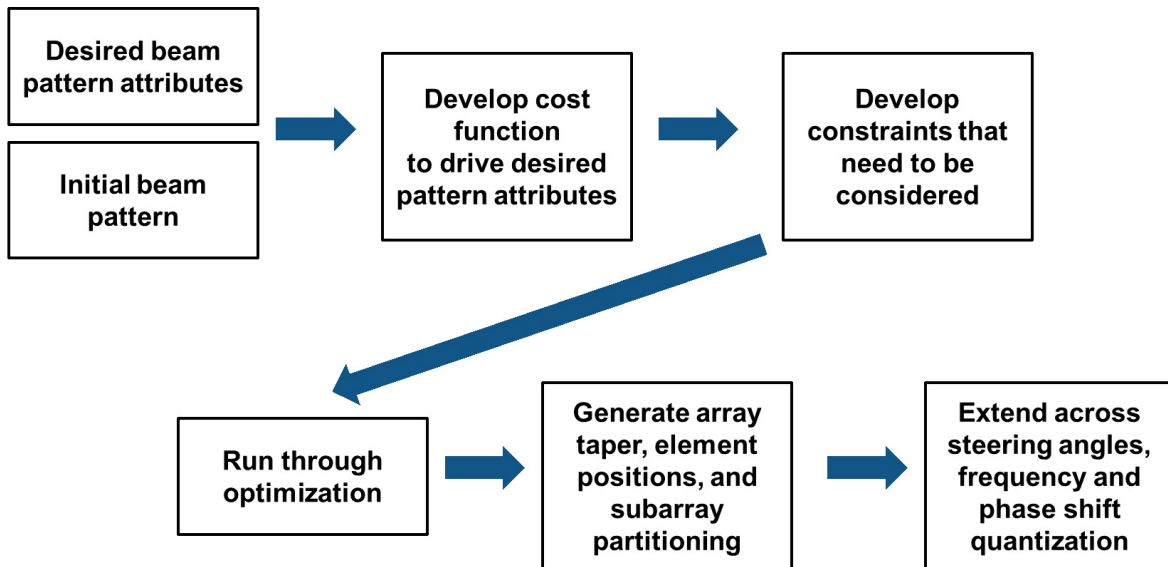 Desired beam
pattern attributes
Initial beam
pattern
Develop cost
function
to drive desired
pattern attributes
Develop
constraints that
need to be
considered
Run through
optimization
Generate array
taper, element
positions, and
subarray
partitioning
Extend across
steering angles,
frequency and
phase shift
quantization